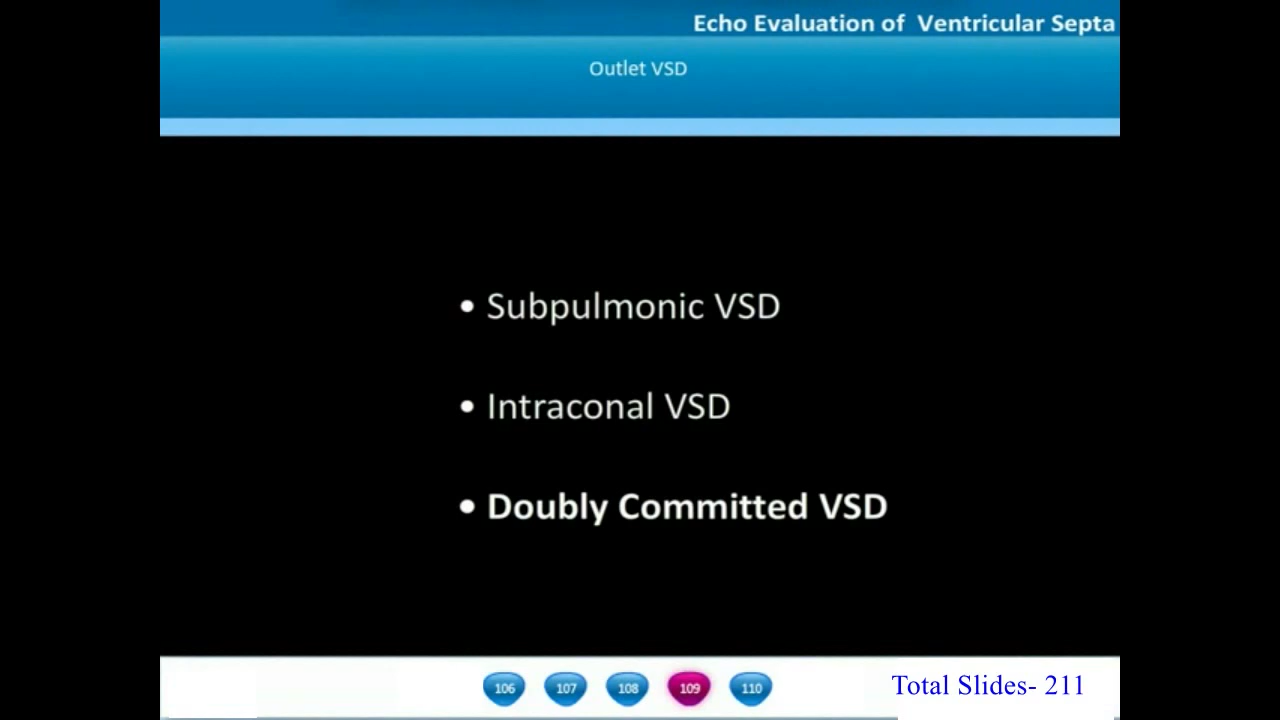 Echo Evaluation of Ventricular Septa
Outlet VSD
• Subpulmonic VSD
• Intraconal VSD
• Doubly Committed VSD
106 107 108 109 110
Total Slides- 211